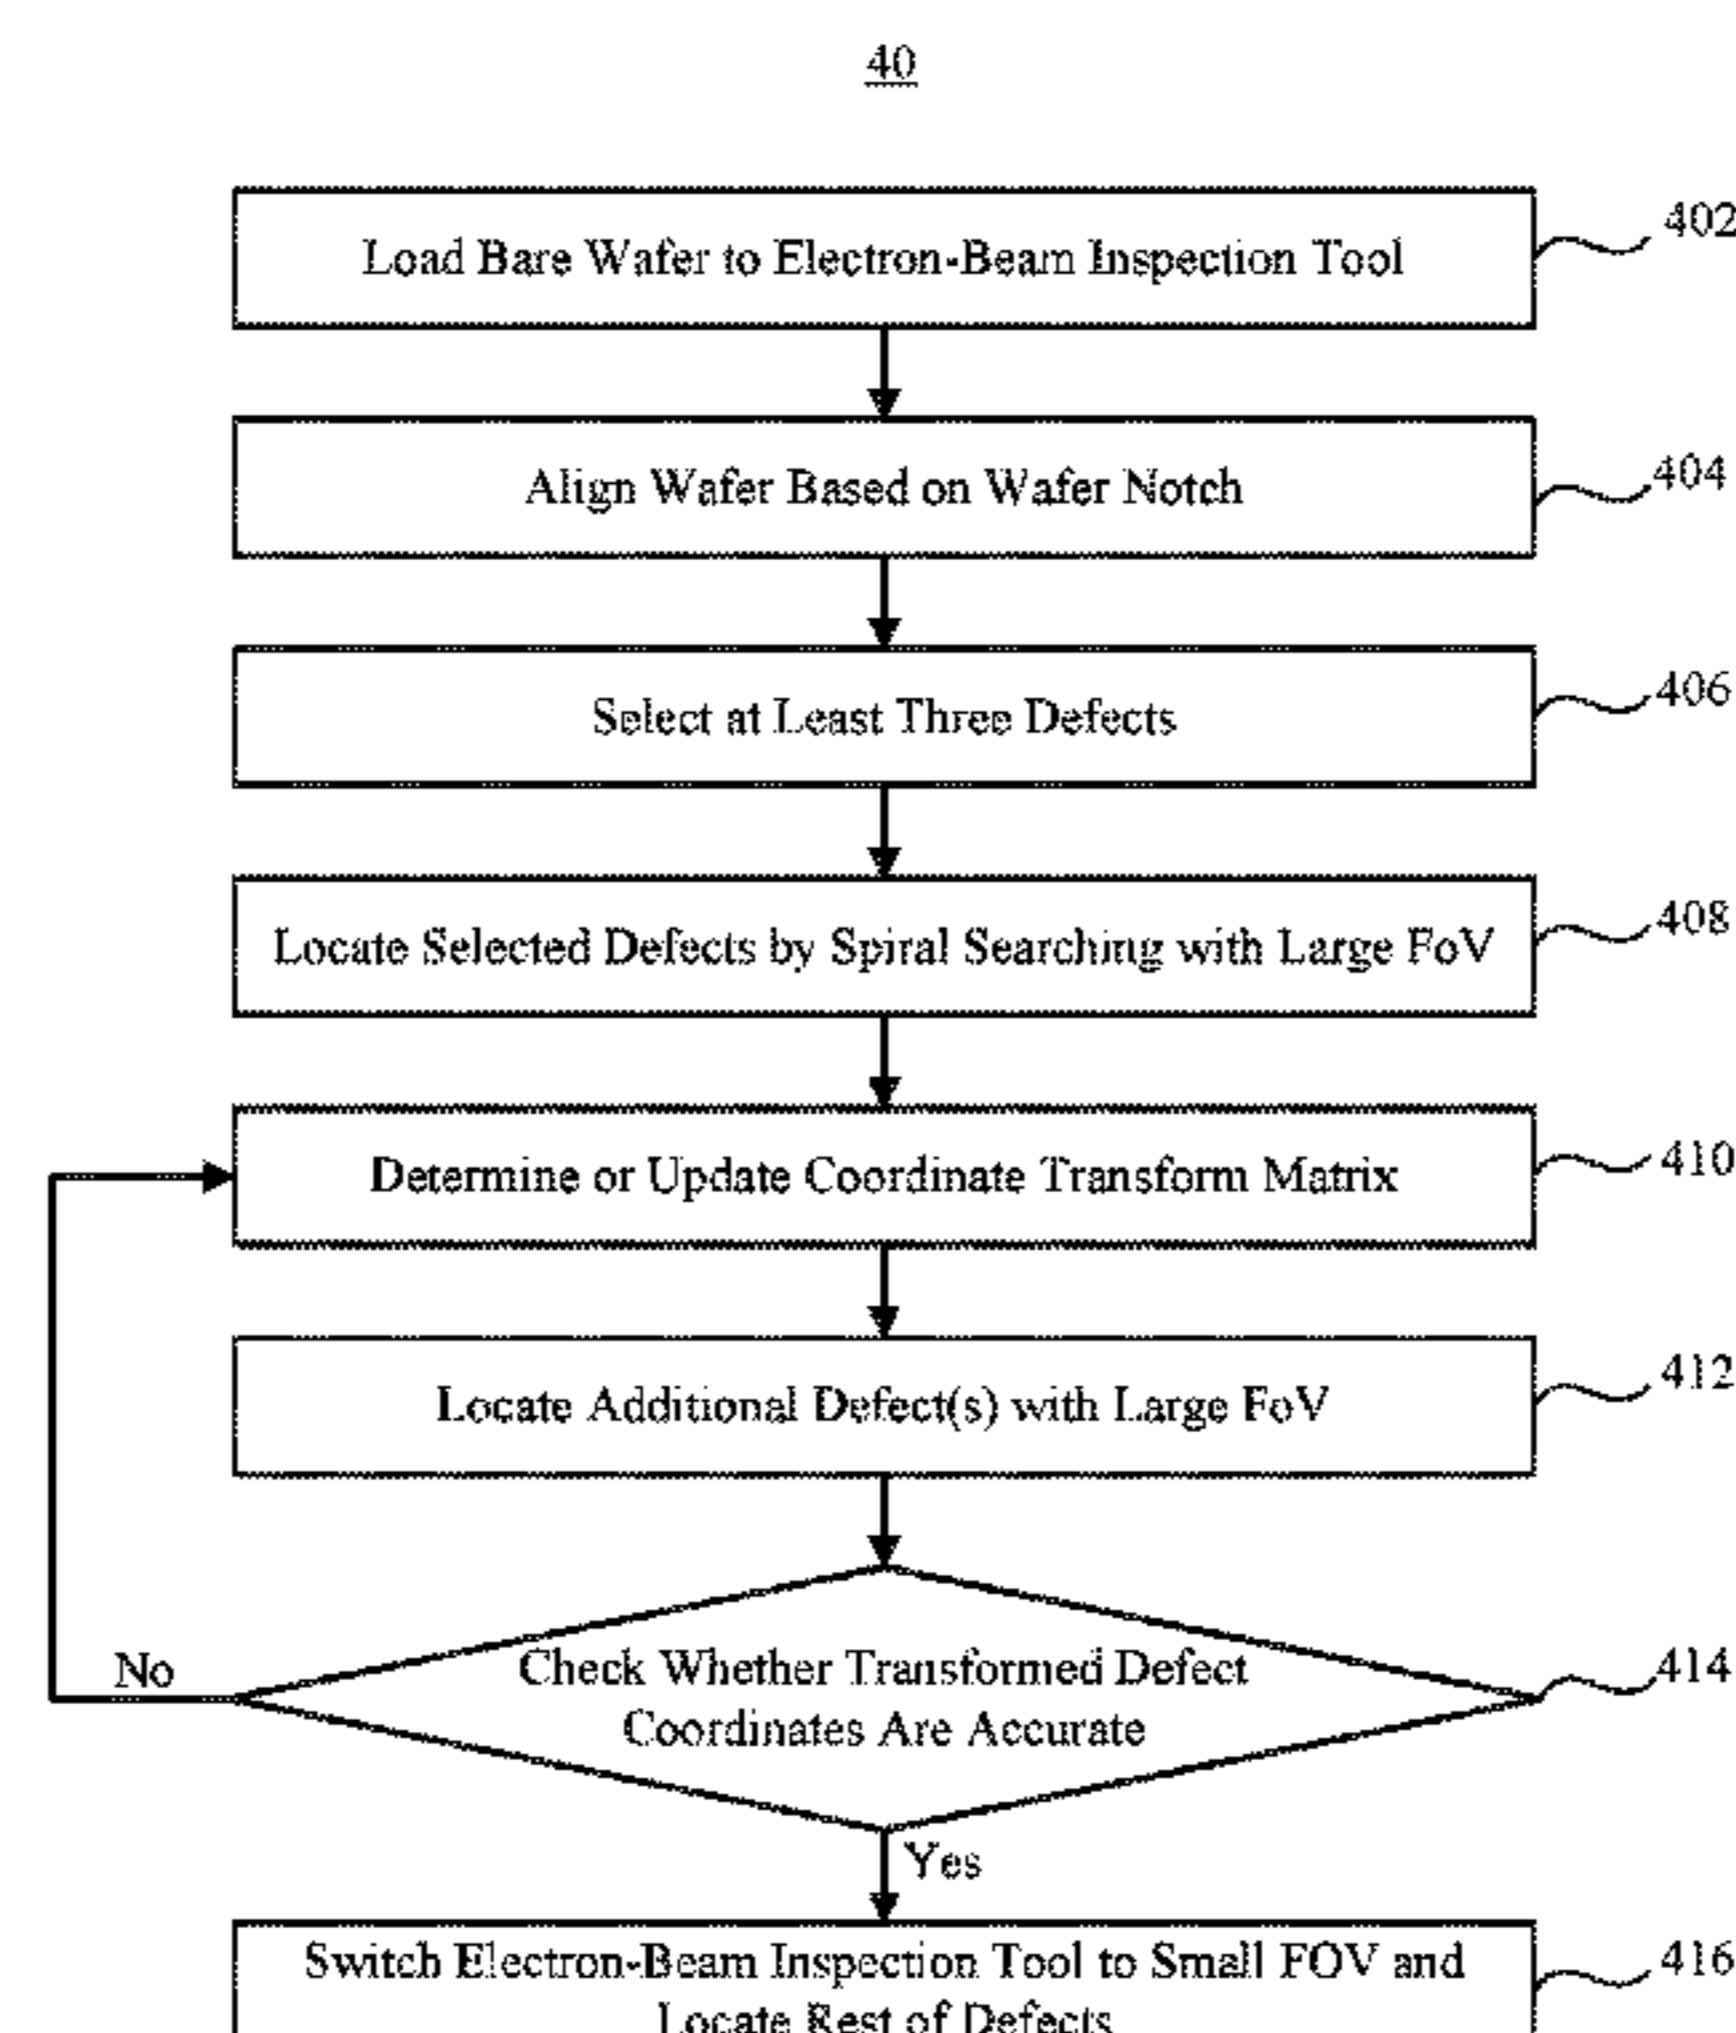 40
Load Bare Wafer to Electron-Beam Inspection Tool
402
Align Wafer Based on Wafer Notch
404
Select at Least Three Defects
406
Locate Selected Defects by Spiral Searching with Large FoV
408
Determine or Update Coordinate Transform Matrix
410
Locate Additional Defect(s) with Large FoV
412
Check Whether Transformed Defect
Coordinates Are Accurate
414
No
Yes
Switch Electron-Beam Inspection Tool to Small FOV and
Locate Rest of Defects
416